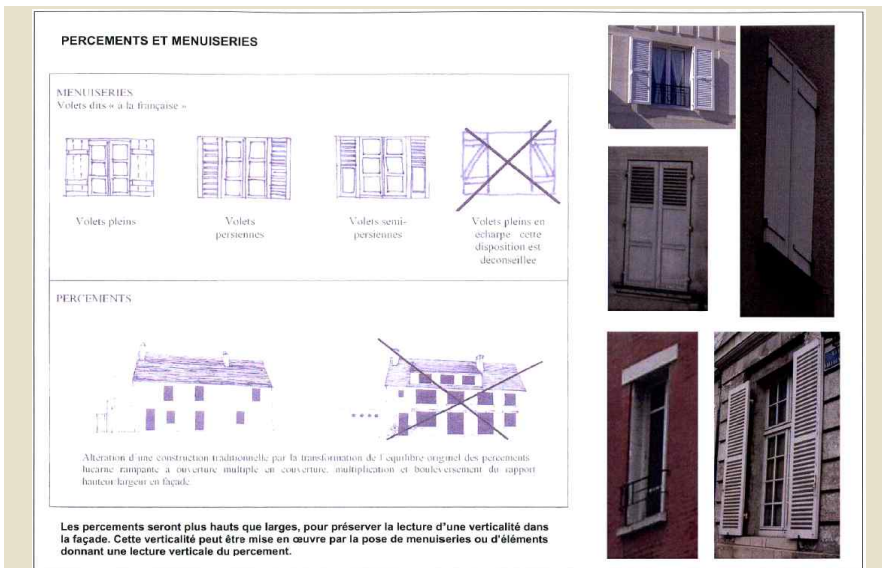 PERCEMENTS ET MENUISERIES
MENUISERIES
Volets dits « à la française »
Volets pleins
Volets
persiennes
Volets semi-
persiennes
Volets pleins en
écharpe cette
disposition est
déconseillée
PERCEMENTS
Altération d'une construction traditionnelle par la transformation de l'équilibre originel des percements
lucarne rampante à ouverture multiple en couverture, multiplication et bouleversement du rapport
hauteur largeur en façade
Les percements seront plus hauts que larges, pour préserver la lecture d'une verticalité dans
la façade. Cette verticalité peut être mise en œuvre par la pose de menuiseries ou d'éléments
donnant une lecture verticale du percement.